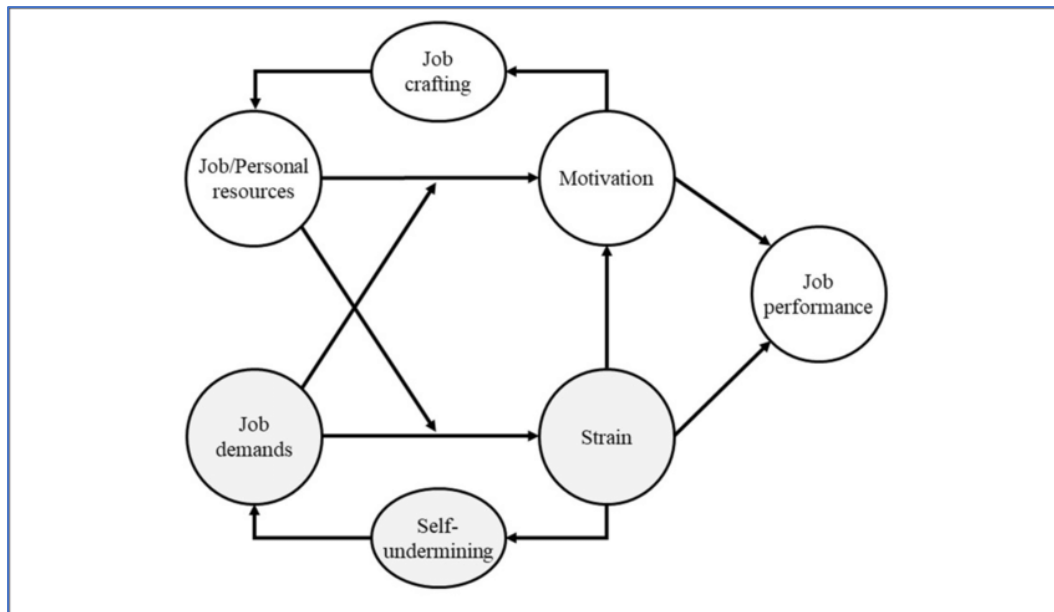 Job
crafting
Job/Personal
resources
Motivation
Job
performance
Job
demands
Strain
Self-
undermining